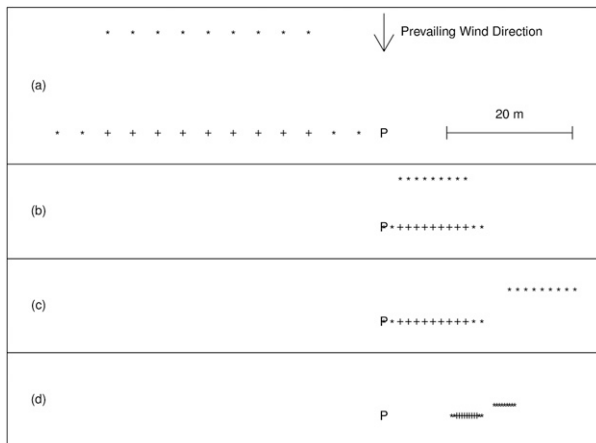 Prevailing Wind Direction
(a)
20 m
P
(b)
P
(c)
P
(d)
P